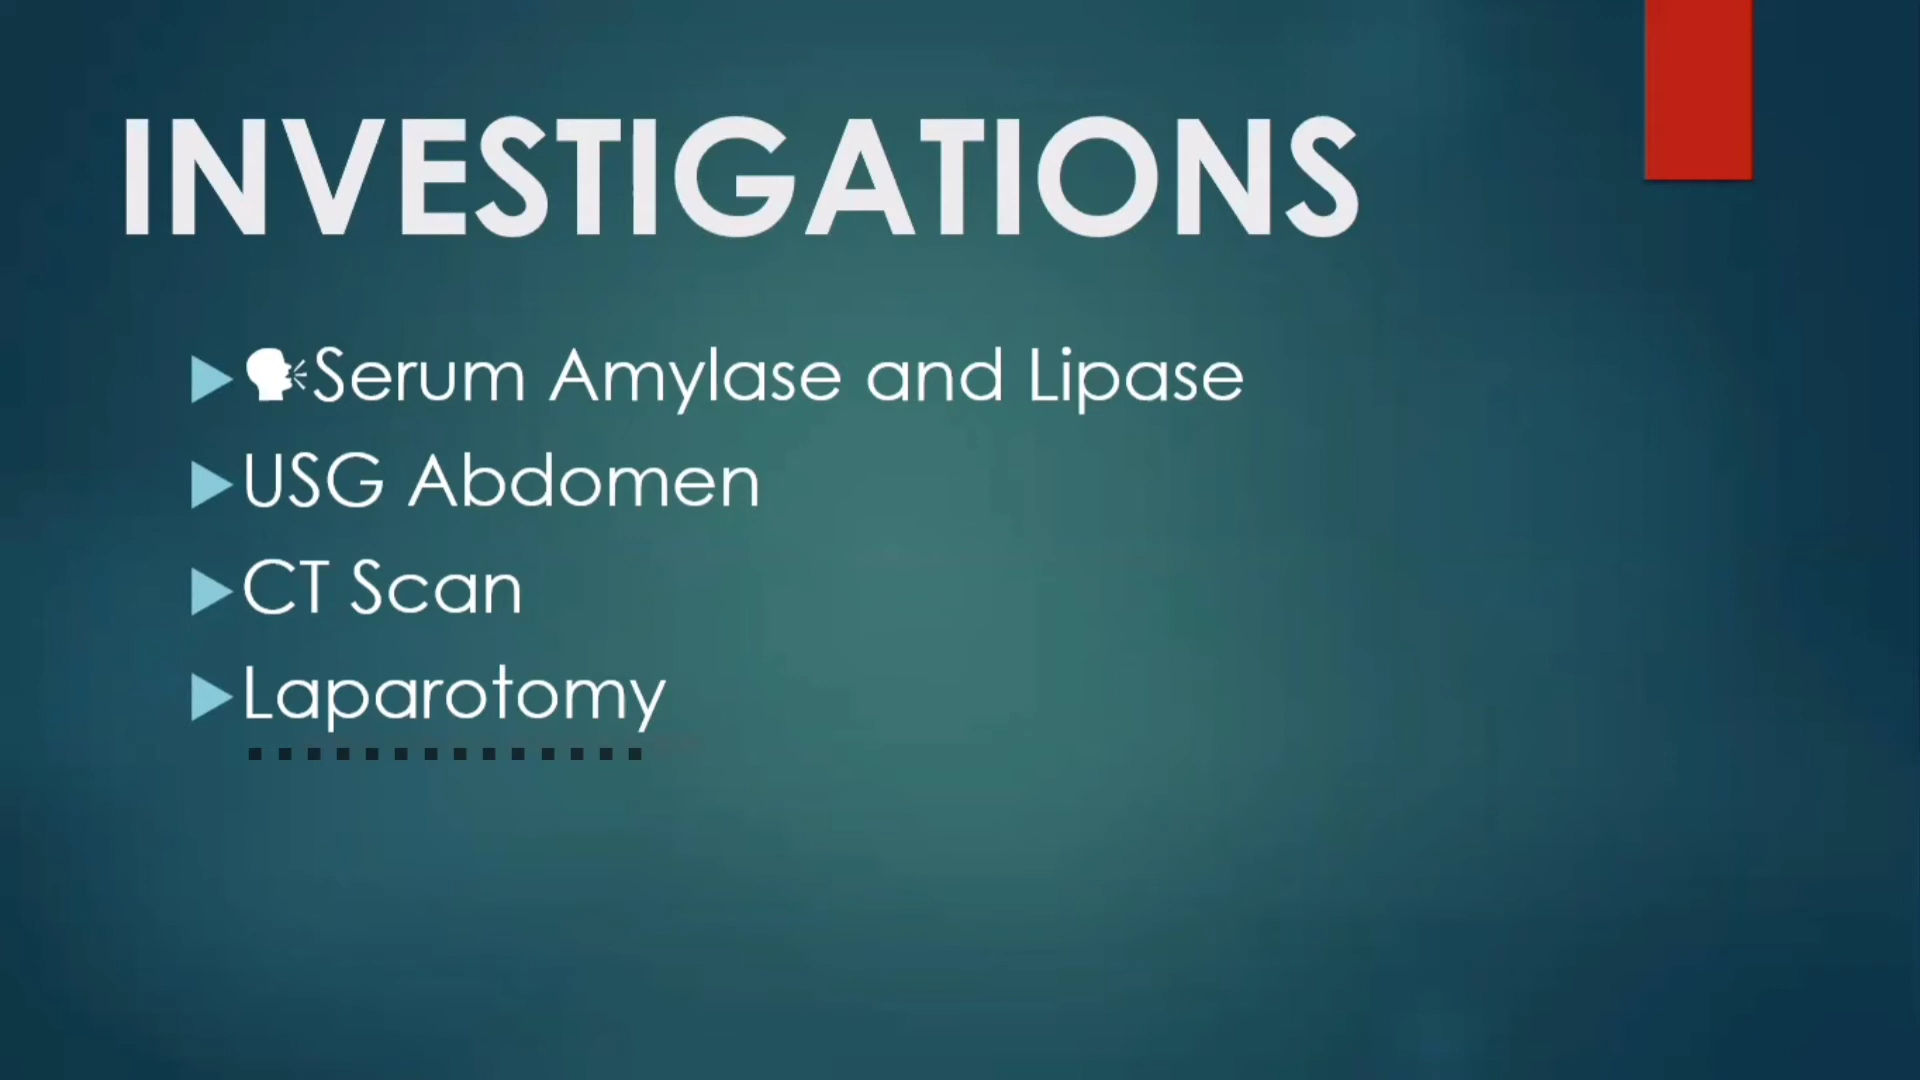 INVESTIGATIONS
Serum Amylase and Lipase
USG Abdomen
CT Scan
Laparotomy